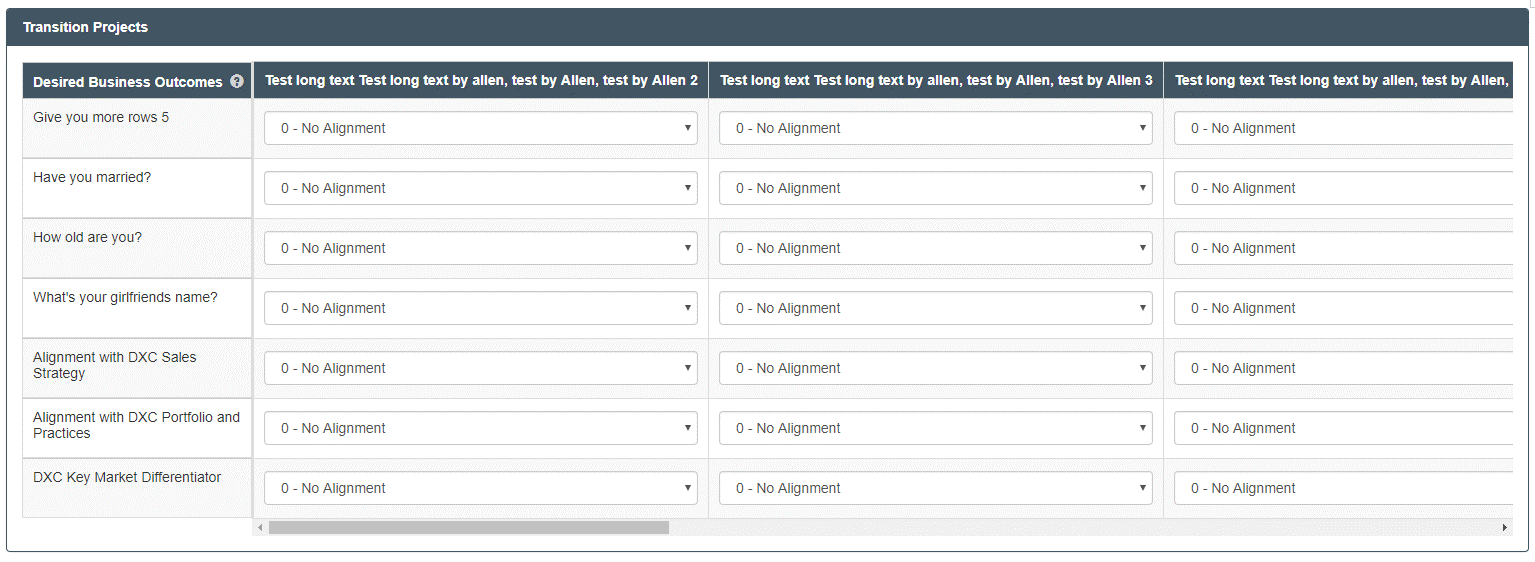 Transition Projects
Desired Business Outcomes ? Test long text Test long text by allen, test by Allen, test by Allen 2 Test long text Test long text by allen, test by Allen, test by Allen 3 Test long text Test long text by allen, test by Allen,
Give you more rows 5 0 - No Alignment 0 - No Alignment 0 - No Alignment
Have you married? 0 - No Alignment 0 - No Alignment 0 - No Alignment
How old are you? 0 - No Alignment 0 - No Alignment 0 - No Alignment
What's your girlfriends name? 0 - No Alignment 0 - No Alignment 0 - No Alignment
Alignment with DXC Sales
Strategy 0 - No Alignment 0 - No Alignment 0 - No Alignment
Alignment with DXC Portfolio and
Practices 0 - No Alignment 0 - No Alignment 0 - No Alignment
DXC Key Market Differentiator 0 - No Alignment 0 - No Alignment 0 - No Alignment